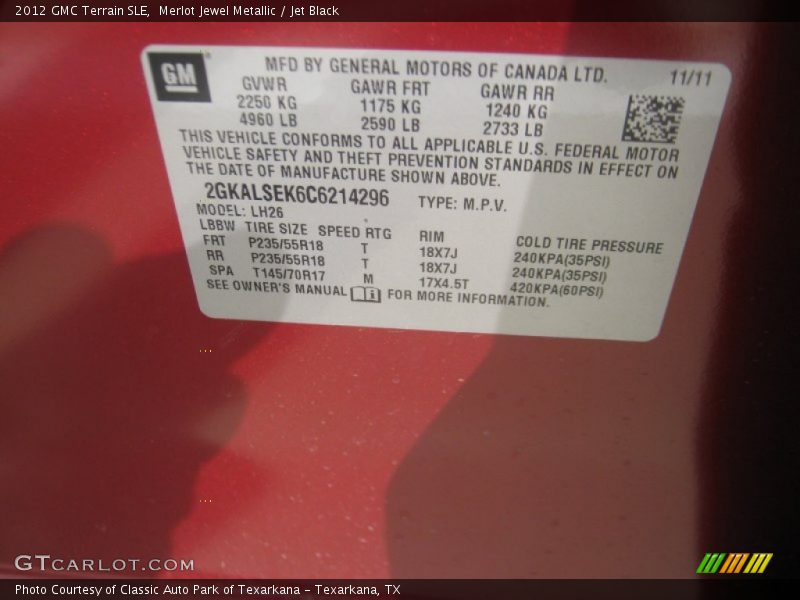 2012 GMC Terrain SLE, Merlot Jewel Metallic / Jet Black
GM
MFD BY GENERAL MOTORS OF CANADA LTD. 11/11
GVWR GAWR FRT GAWR RR
2250 KG 1175 KG 1240 KG
4960 LB 2590 LB 2733 LB
THIS VEHICLE CONFORMS TO ALL APPLICABLE U.S. FEDERAL MOTOR
VEHICLE SAFETY AND THEFT PREVENTION STANDARDS IN EFFECT ON
THE DATE OF MANUFACTURE SHOWN ABOVE.
2GKALSEK6C6214296 TYPE: M.P.V.
MODEL: LH26
LBBW TIRE SIZE SPEED RTG RIM COLD TIRE PRESSURE
FRT P235/55R18 T 18X7J 240KPA(35PSI)
RR P235/55R18 T 18X7J 240KPA(35PSI)
SPA T145/70R17 M 17X4.5T 420KPA(60PSI)
SEE OWNER'S MANUAL i FOR MORE INFORMATION.
GTCARLOT.COM
Photo Courtesy of Classic Auto Park of Texarkana - Texarkana, TX